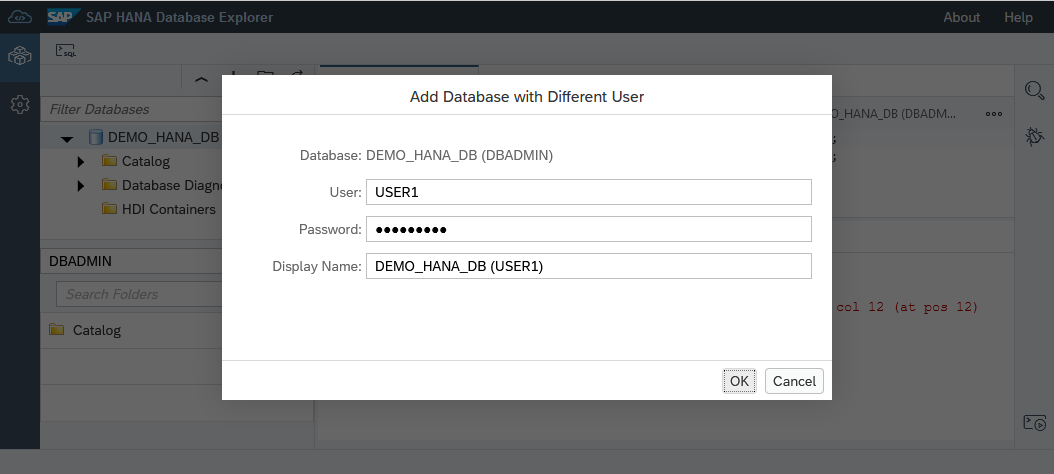 SAP SAP HANA Database Explorer About Help
SQL
Add Database with Different User
Filter Databases
DEMO_HANA_DB
_HANA_DB (DBADM...
Catalog
Database Diagn
HDI Containers
Database: DEMO_HANA_DB (DBADMIN)
User: USER1
Password: •••••••••
Display Name: DEMO_HANA_DB (USER1)
DBADMIN
Search Folders
Catalog
col 12 (at pos 12)
OK Cancel